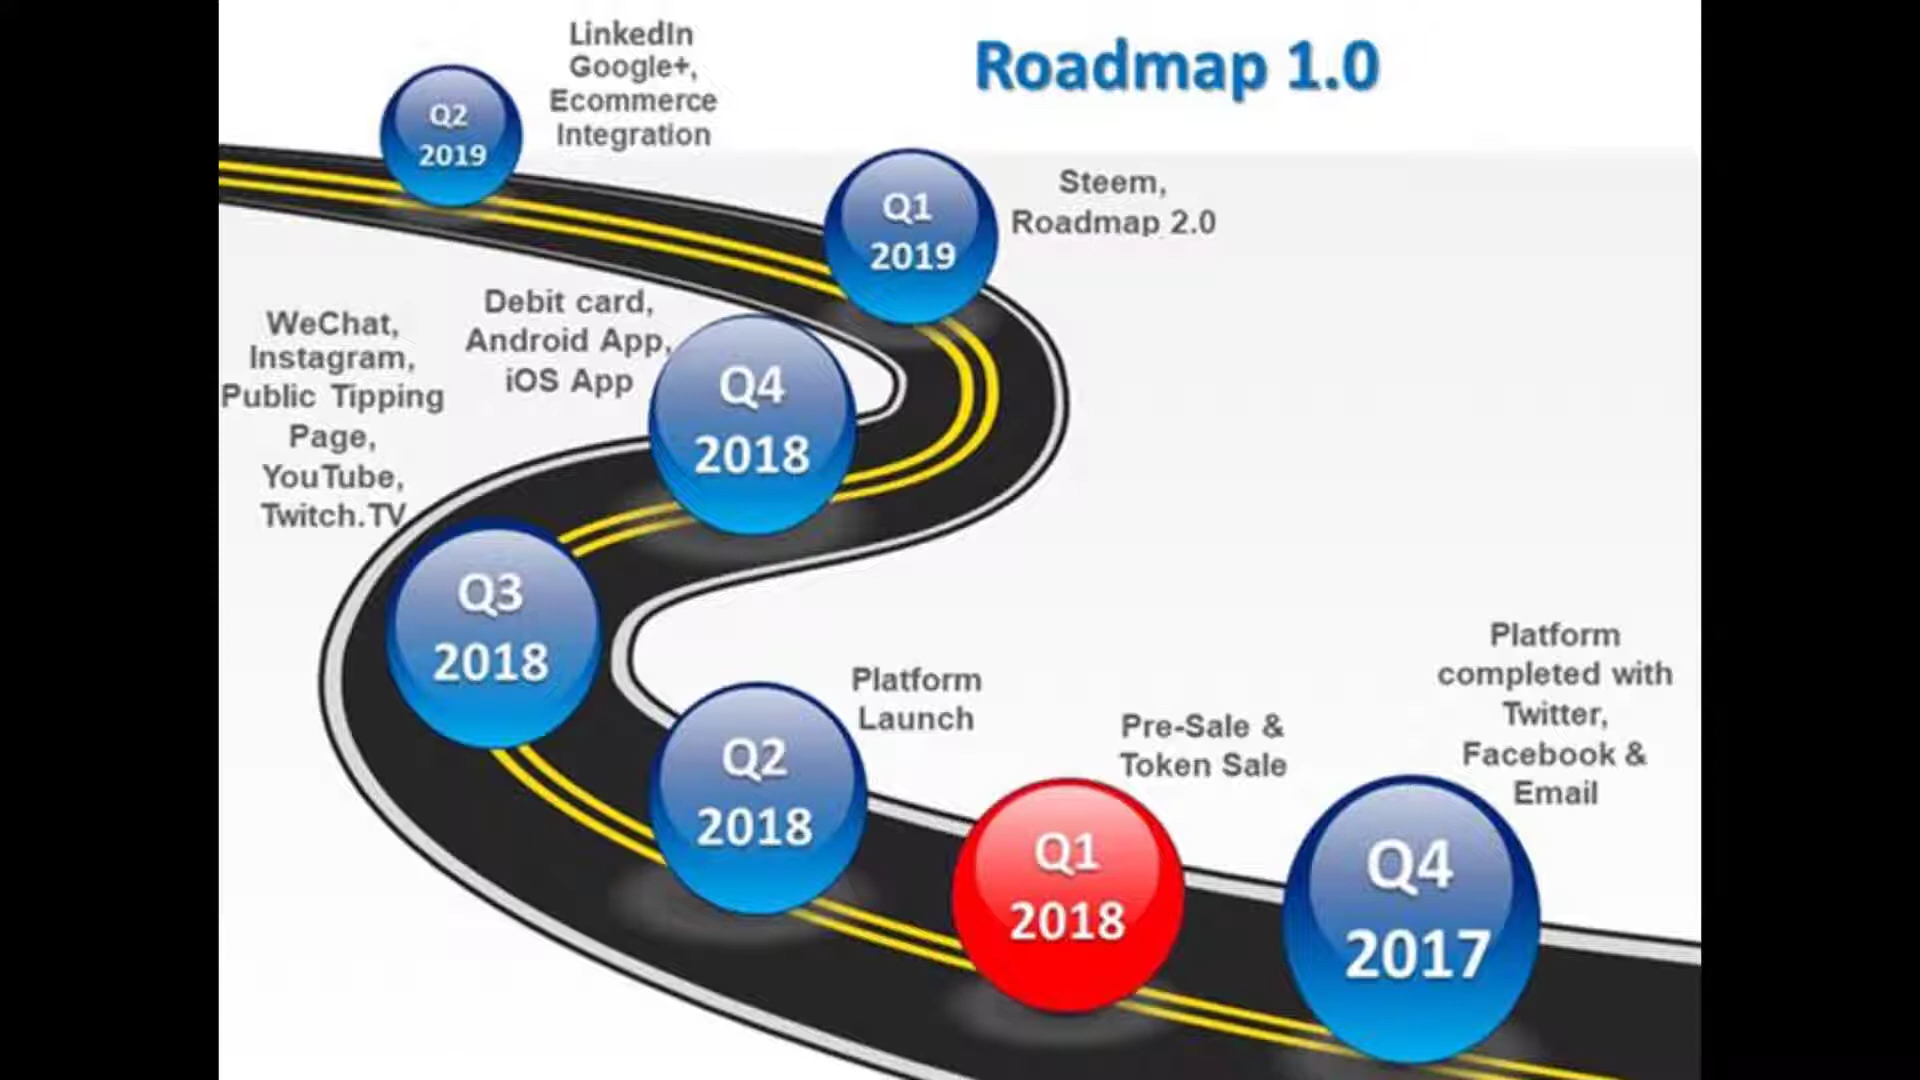 Roadmap 1.0
LinkedIn
Google+,
Ecommerce
Integration
Q2
2019
Steem,
Roadmap 2.0
Q1
2019
Debit card,
Android App,
iOS App
Q4
2018
WeChat,
Instagram,
Public Tipping
Page,
YouTube,
Twitch.TV
Q3
2018
Platform
Launch
Q2
2018
Pre-Sale &
Token Sale
Q1
2018
Platform
completed with
Twitter,
Facebook &
Email
Q4
2017